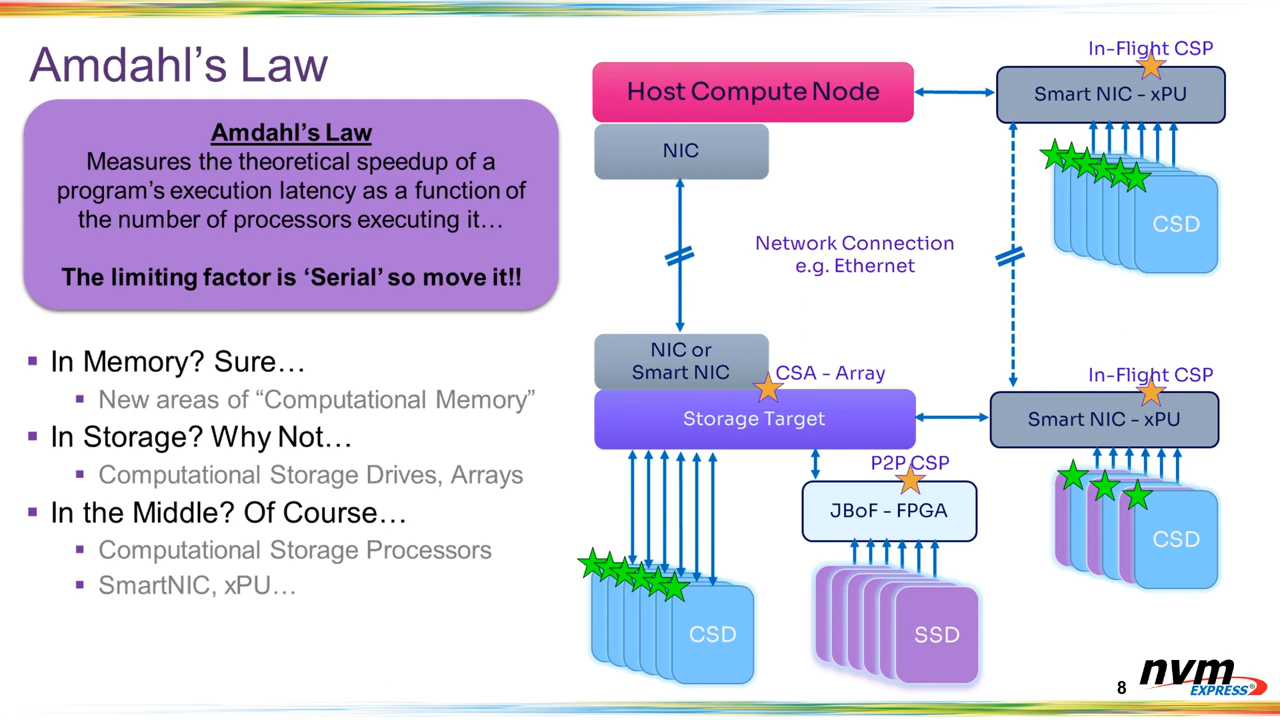 Amdahl’s Law
Amdahl’s Law
Measures the theoretical speedup of a
program’s execution latency as a function of
the number of processors executing it…
The limiting factor is ‘Serial’ so move it!!
In Memory? Sure…
New areas of “Computational Memory”
In Storage? Why Not…
Computational Storage Drives, Arrays
In the Middle? Of Course…
Computational Storage Processors
SmartNIC, xPU…
Host Compute Node
NIC
In-Flight CSP
Smart NIC - xPU
CSD
Network Connection
e.g. Ethernet
NIC or
Smart NIC
CSA - Array
Storage Target
In-Flight CSP
Smart NIC - xPU
CSD
P2P CSP
JBoF - FPGA
CSD
SSD
8
nvm
EXPRESS®